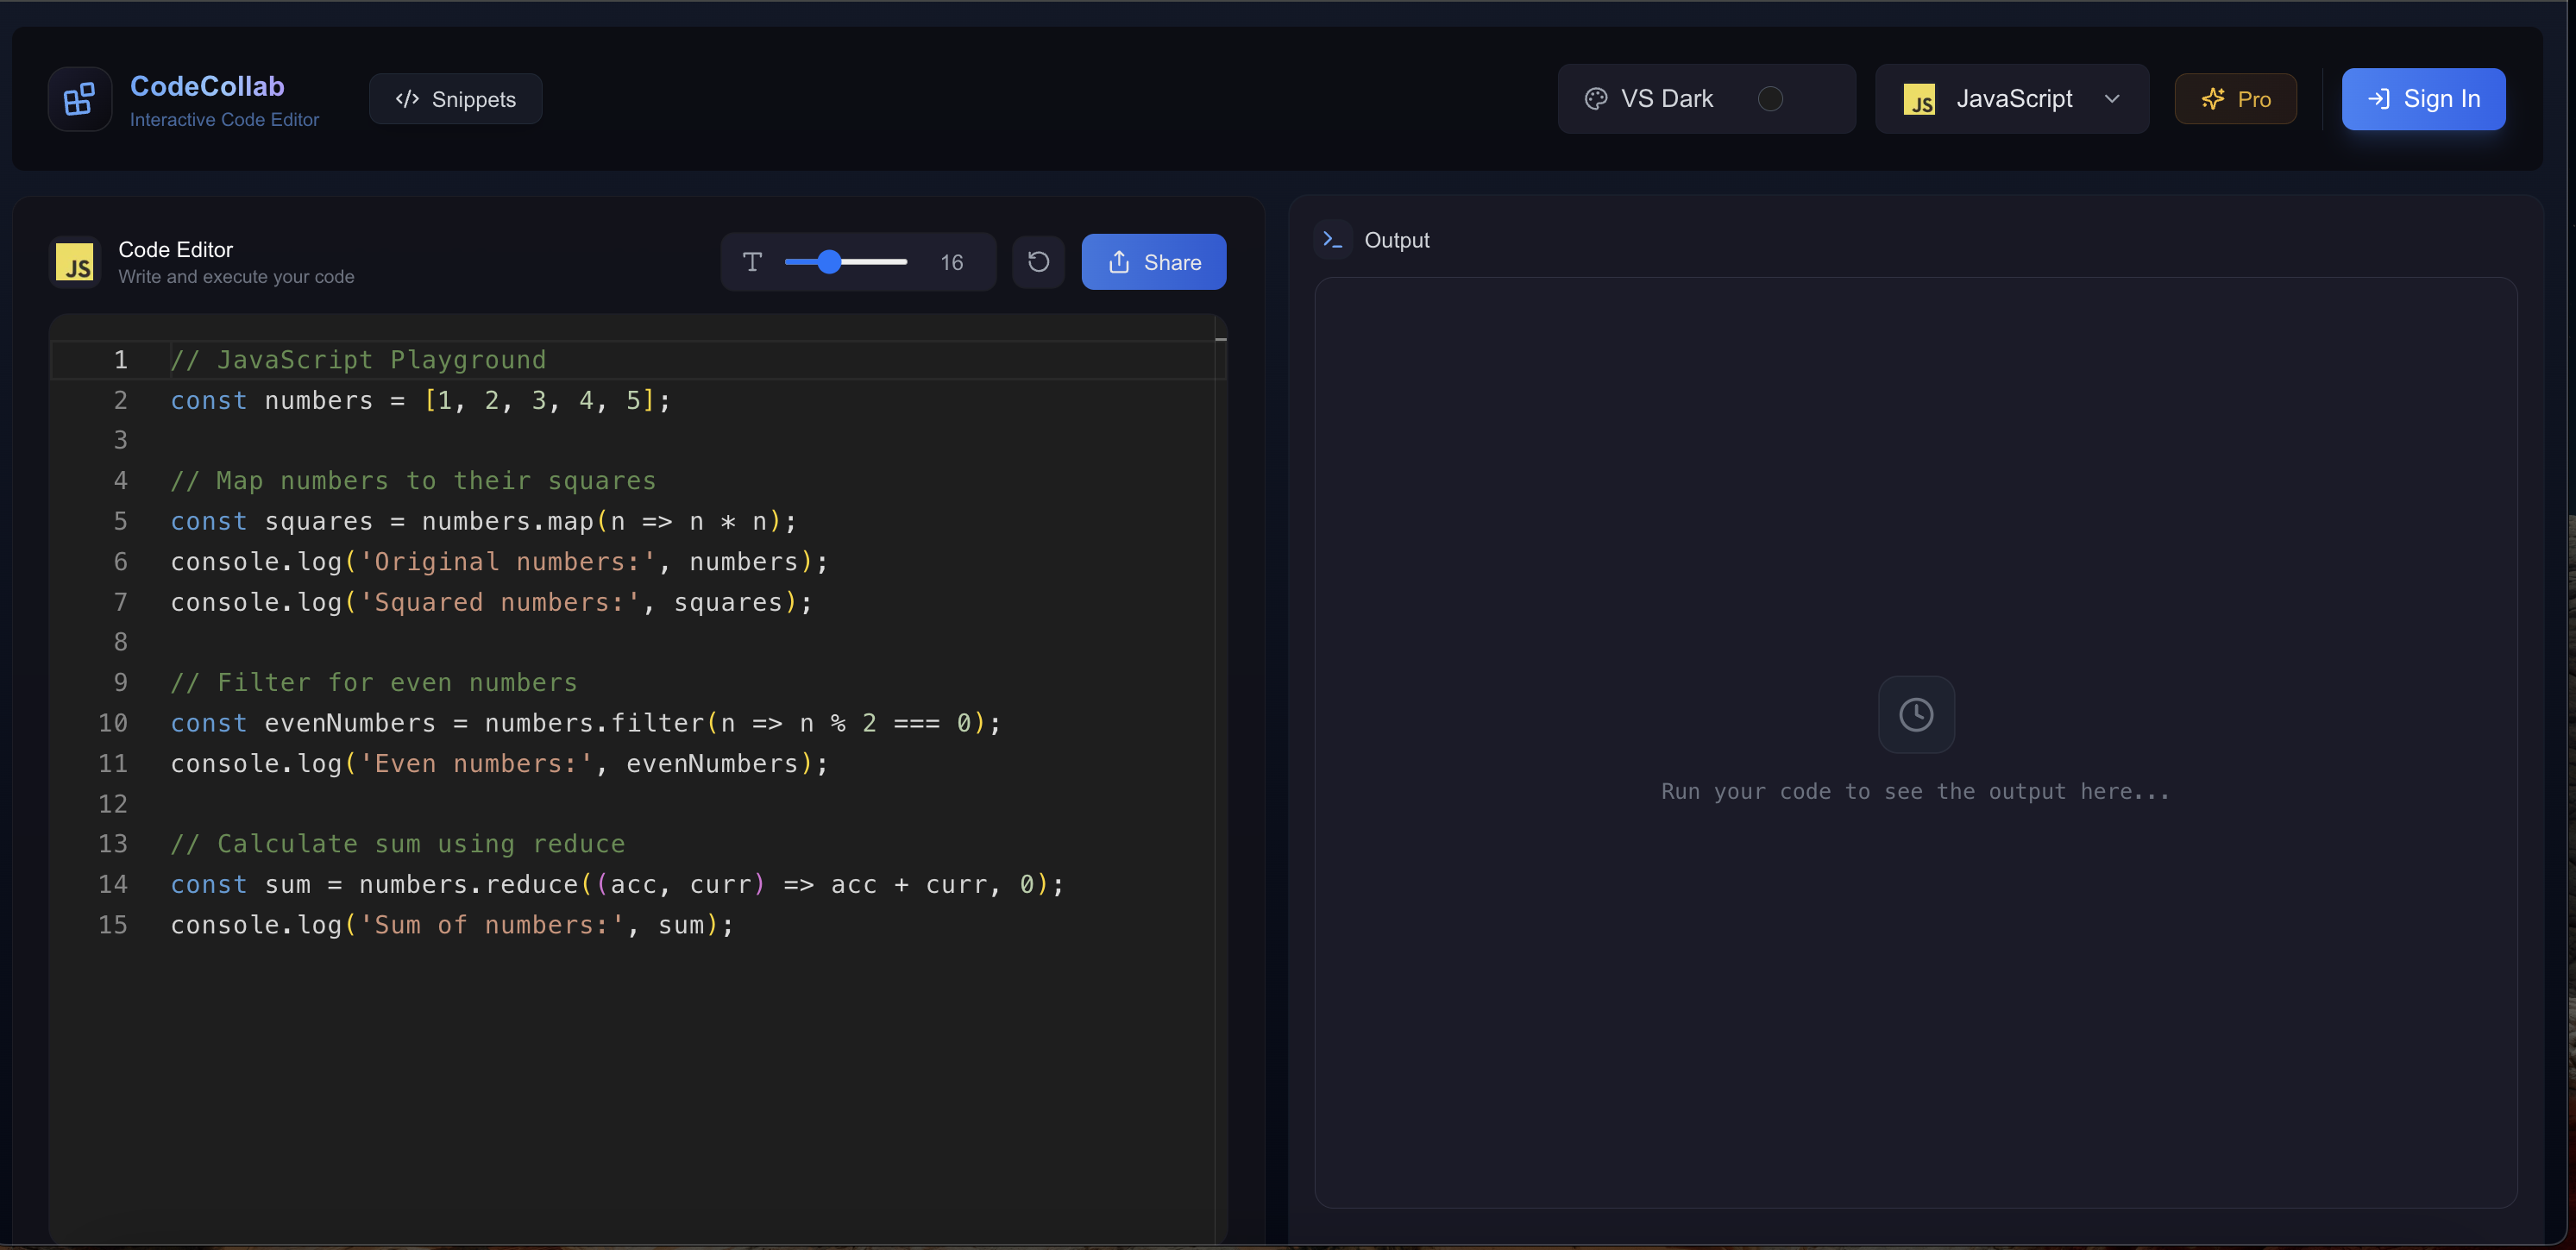 CodeCollab
Interactive Code Editor
</> Snippets
VS Dark
JS JavaScript
Pro
Sign In
JS
Code Editor
Write and execute your code
T 16
Share
Output
1 // JavaScript Playground
2 const numbers = [1, 2, 3, 4, 5];
3
4 // Map numbers to their squares
5 const squares = numbers.map(n => n * n);
6 console.log('Original numbers:', numbers);
7 console.log('Squared numbers:', squares);
8
9 // Filter for even numbers
10 const evenNumbers = numbers.filter(n => n % 2 === 0);
11 console.log('Even numbers:', evenNumbers);
12
13 // Calculate sum using reduce
14 const sum = numbers.reduce((acc, curr) => acc + curr, 0);
15 console.log('Sum of numbers:', sum);
Run your code to see the output here...